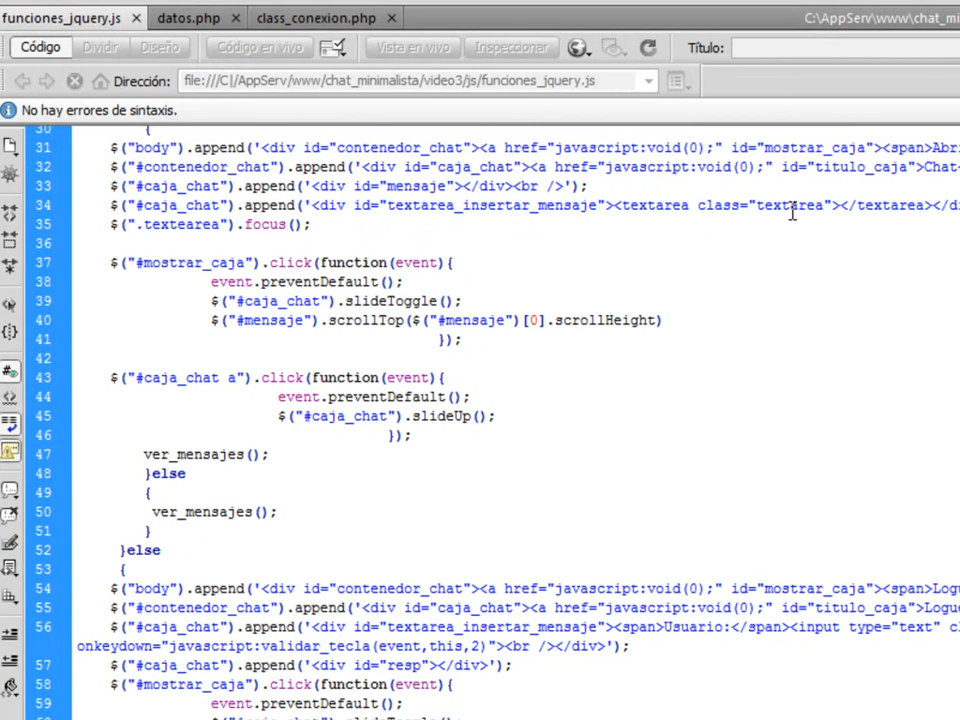 funciones_jquery.js × datos.php × class_conexion.php × C:\AppServ\www\chat_mi
Código Dividir Diseño Código en vivo Vista en vivo Inspeccionar Título:
Dirección: file:///C|/AppServ/www/chat_minimalista/video3/js/funciones_jquery.js
No hay errores de sintaxis.
30 {
31 $("body").append('<div id="contenedor_chat"><a href="javascript:void(0);" id="mostrar_caja"><span>Abri
32 $("#contenedor_chat").append('<div id="caja_chat"><a href="javascript:void(0);" id="titulo_caja">Chat
33 $("#caja_chat").append('<div id="mensaje"></div><br />');
34 $("#caja_chat").append('<div id="textarea_insertar_mensaje"><textarea class="textarea"></textarea></di
35 $(".textearea").focus();
36
37 $("#mostrar_caja").click(function(event){
38 event.preventDefault();
39 $("#caja_chat").slideToggle();
40 $("#mensaje").scrollTop($("#mensaje")[0].scrollHeight)
41 });
42
43 $("#caja_chat a").click(function(event){
44 event.preventDefault();
45 $("#caja_chat").slideUp();
46 });
47 ver_mensajes();
48 }else
49 {
50 ver_mensajes();
51 }
52 }else
53 {
54 $("body").append('<div id="contenedor_chat"><a href="javascript:void(0);" id="mostrar_caja"><span>Logu
55 $("#contenedor_chat").append('<div id="caja_chat"><a href="javascript:void(0);" id="titulo_caja">Logue
56 $("#caja_chat").append('<div id="textarea_insertar_mensaje"><span>Usuario:</span><input type="text" cl
onkeydown="javascript:validar_tecla(event,this,2)"><br /></div>');
57 $("#caja_chat").append('<div id="resp"></div>');
58 $("#mostrar_caja").click(function(event){
59 event.preventDefault();
$("#caja_chat").slideToggle();